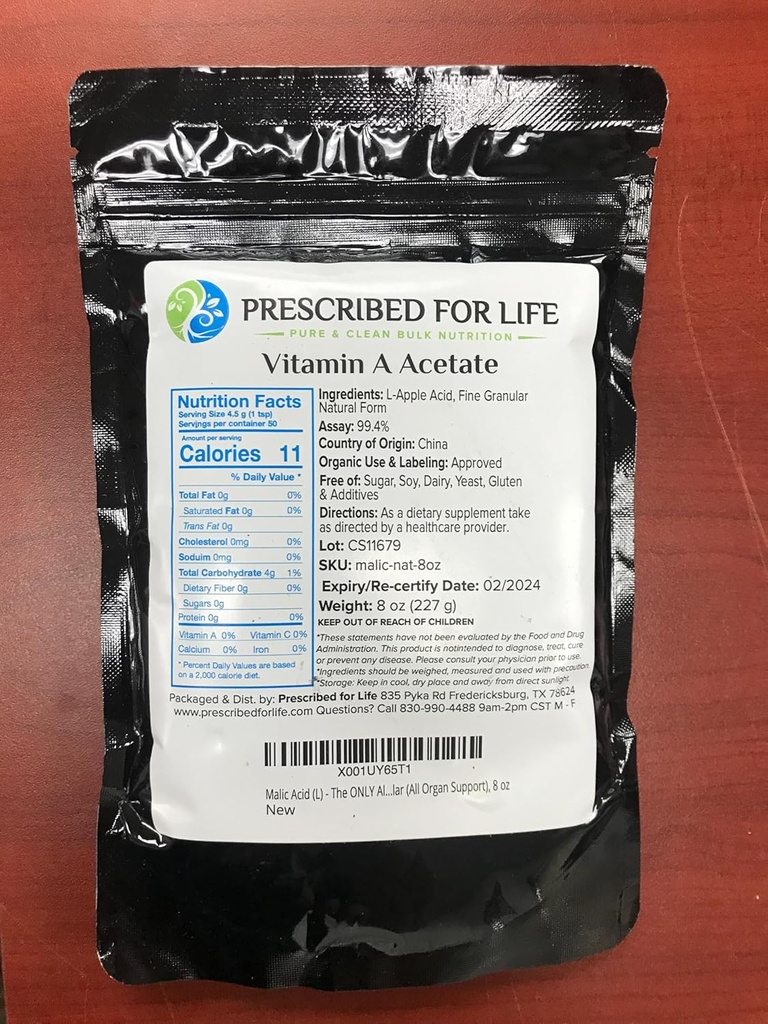 PRESCRIBED FOR LIFE
PURE & CLEAN BULK NUTRITION
Vitamin A Acetate
Nutrition Facts
Serving Size 4.5 g (1 tsp)
Servings per container 50
Amount per serving
Calories 11
% Daily Value *
Total Fat 0g 0%
Saturated Fat 0g 0%
Trans Fat 0g
Cholesterol 0mg 0%
Soduim 0mg 0%
Total Carbohydrate 4g 1%
Dietary Fiber 0g 0%
Sugars 0g
Protein 0g 0%
Vitamin A 0% Vitamin C 0%
Calcium 0% Iron 0%
* Percent Daily Values are based
on a 2,000 calorie diet.
Ingredients: L-Apple Acid, Fine Granular
Natural Form
Assay: 99.4%
Country of Origin: China
Organic Use & Labeling: Approved
Free of: Sugar, Soy, Dairy, Yeast, Gluten
& Additives
Directions: As a dietary supplement take
as directed by a healthcare provider.
Lot: CS11679
SKU: malic-nat-8oz
Expiry/Re-certify Date: 02/2024
Weight: 8 oz (227 g)
KEEP OUT OF REACH OF CHILDREN
*These statements have not been evaluated by the Food and Drug
Administration. This product is notintended to diagnose, treat, cure
or prevent any disease. Please consult your physician prior to use.
*Ingredients should be weighed, measured and used with precaution.
*Storage: Keep in cool, dry place and away from direct sunlight
Packaged & Dist. by: Prescribed for Life 835 Pyka Rd Fredericksburg, TX 78624
www.prescribedforlife.com Questions? Call 830-990-4488 9am-2pm CST M - F
X001UY65T1
Malic Acid (L) - The ONLY Al...lar (All Organ Support), 8 oz
New